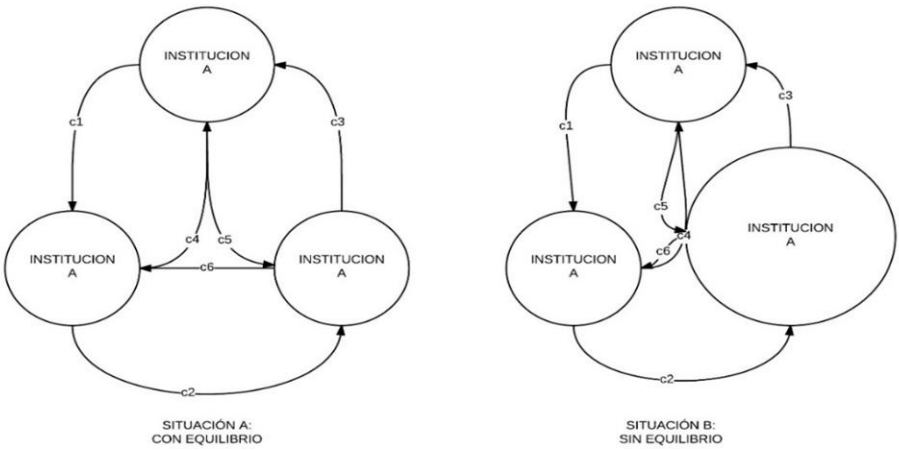 INSTITUCION
A
c1
c3
c4
c5
INSTITUCION
A
c6
INSTITUCION
A
c2
SITUACIÓN A:
CON EQUILIBRIO
INSTITUCION
A
c1
c3
c5
c4
c6
INSTITUCION
A
INSTITUCION
A
c2
SITUACIÓN B:
SIN EQUILIBRIO